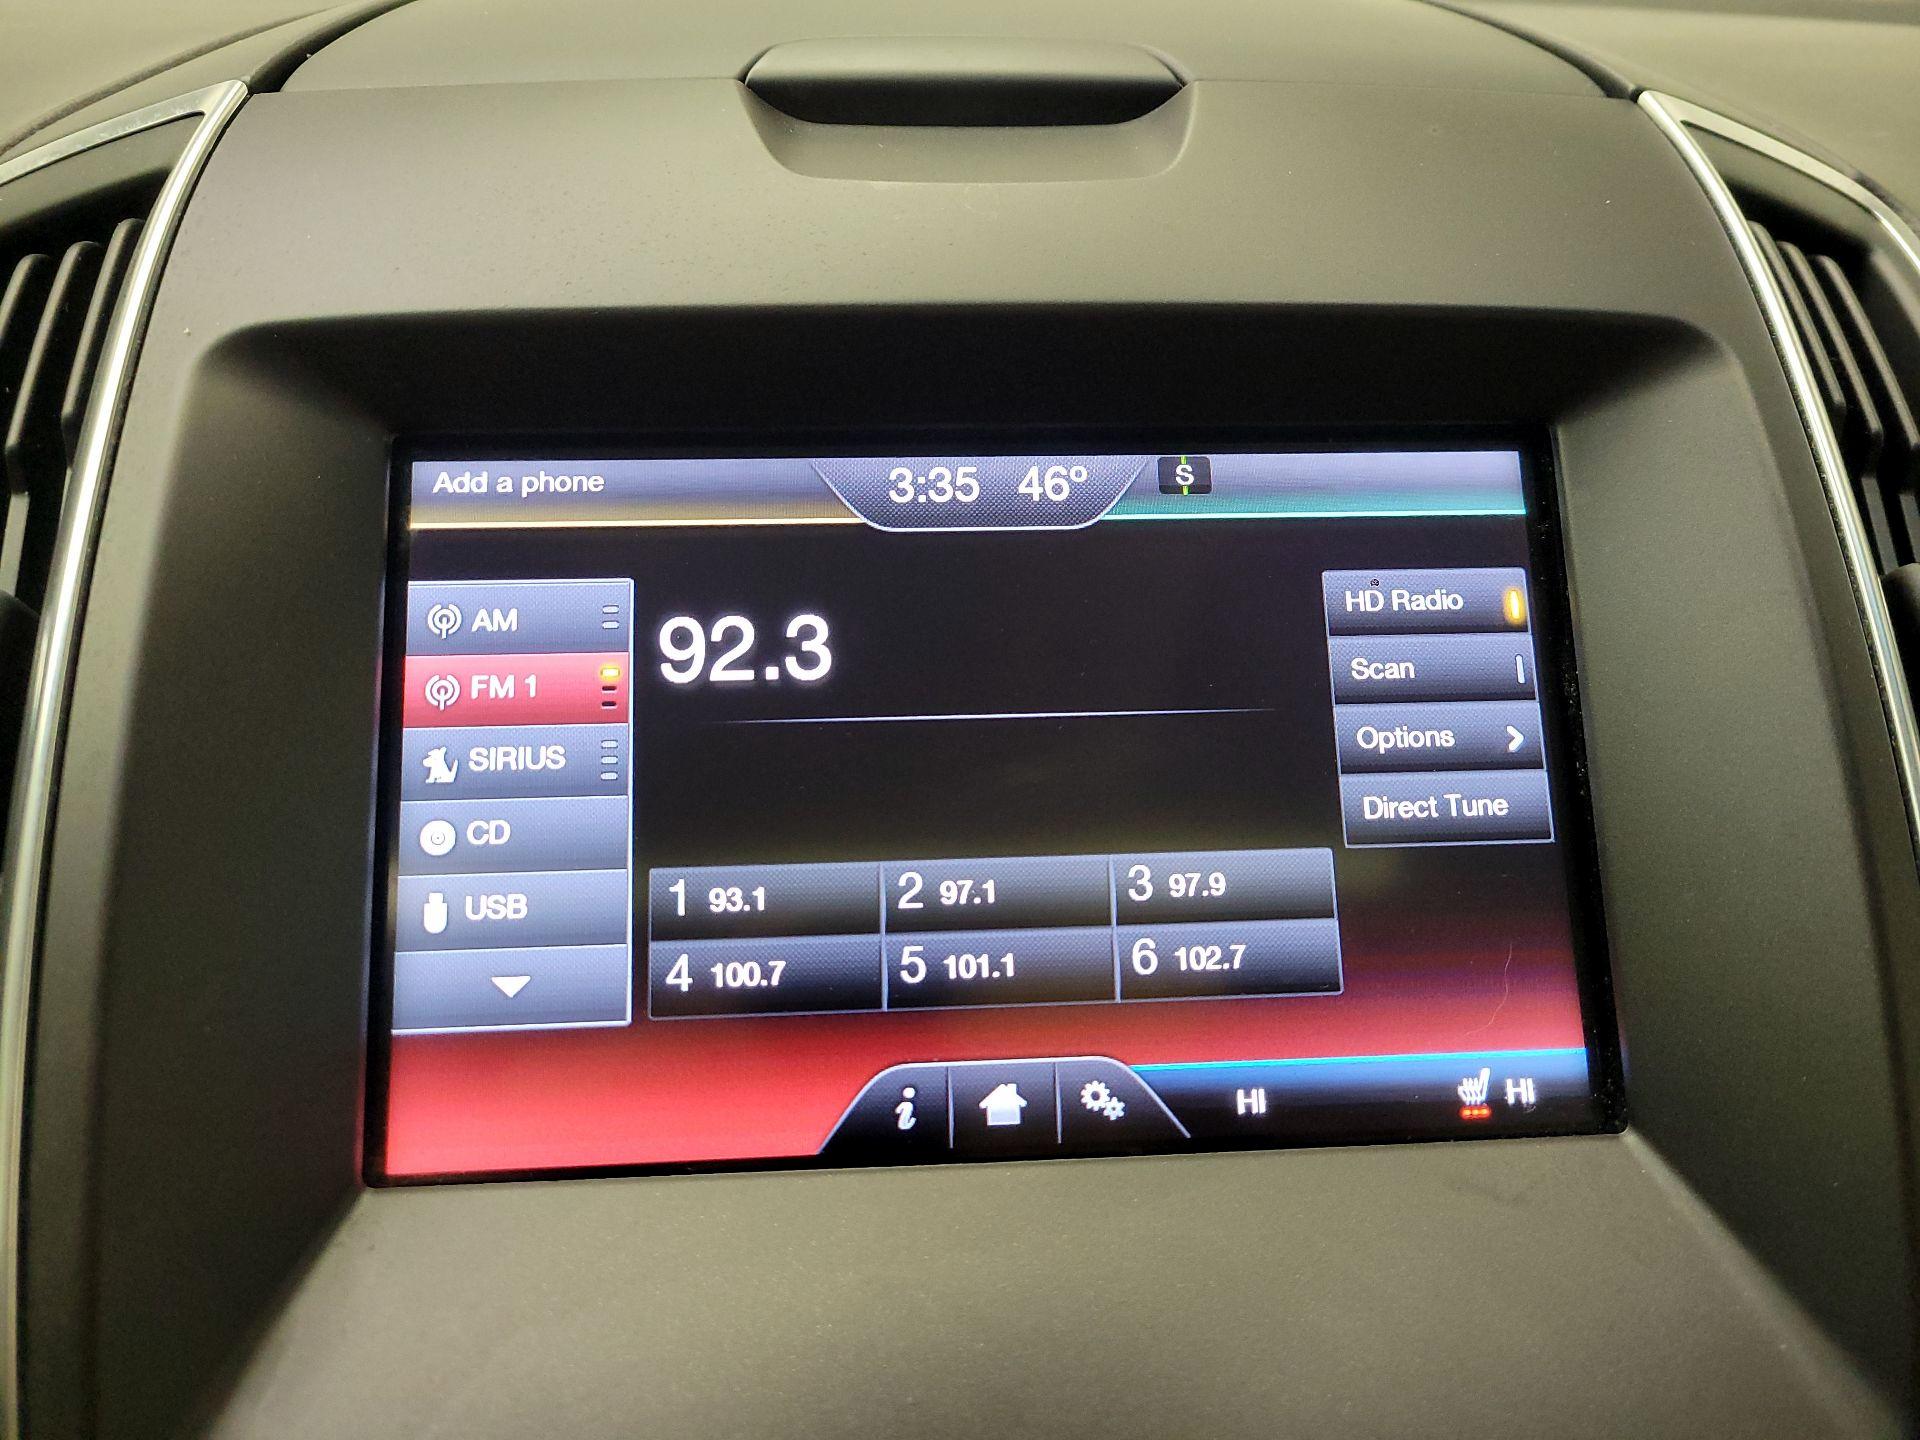 Add a phone
3:35 46°
S
AM
FM 1
SIRIUS
CD
USB
92.3
HD Radio
Scan
Options
Direct Tune
1 93.1
2 97.1
3 97.9
4 100.7
5 101.1
6 102.7
i
HI
HI